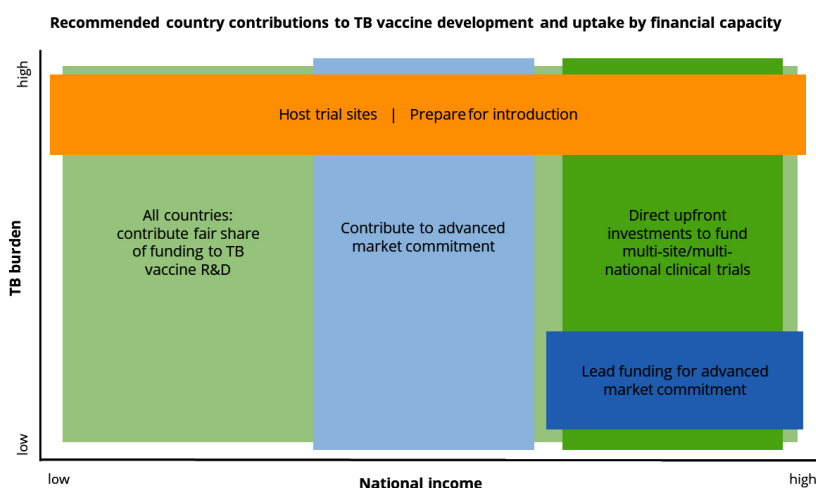 Recommended country contributions to TB vaccine development and uptake by financial capacity
high
Host trial sites | Prepare for introduction
All countries:
contribute fair share
of funding to TB
vaccine R&D
Contribute to advanced
market commitment
Direct upfront
investments to fund
multi-site/multi-
national clinical trials
TB burden
Lead funding for advanced
market commitment
low
low
National income
high